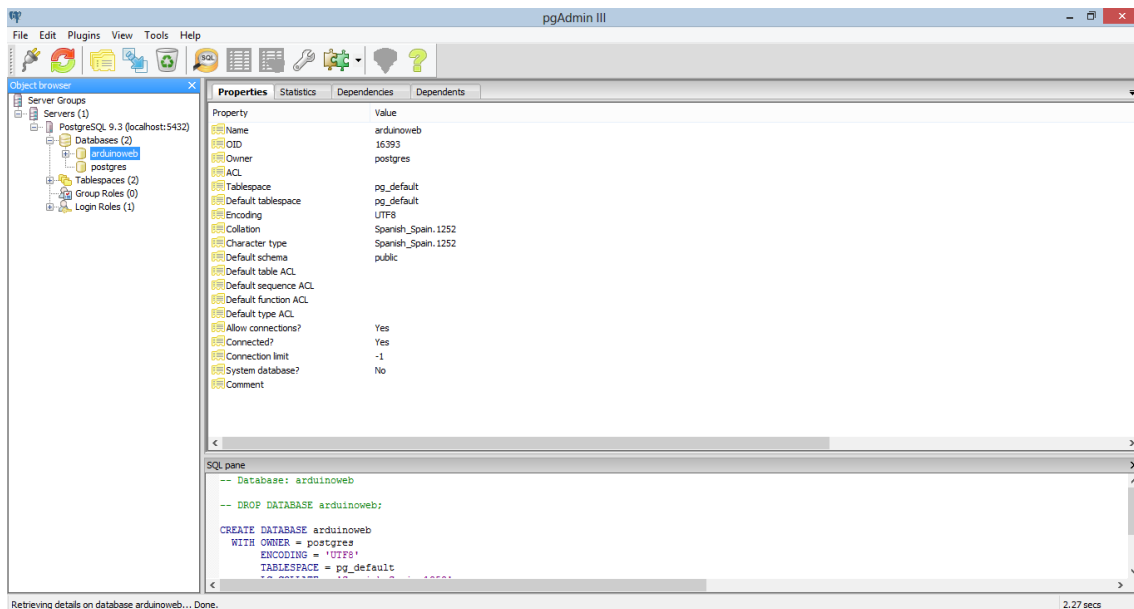 pgAdmin III
File Edit Plugins View Tools Help
SQL
Object browser
Server Groups
Servers (1)
PostgreSQL 9.3 (localhost:5432)
Databases (2)
arduinoweb
postgres
Tablespaces (2)
Group Roles (0)
Login Roles (1)
Properties Statistics Dependencies Dependents
Property Value
Name arduinoweb
OID 16393
Owner postgres
ACL
Tablespace pg_default
Default tablespace pg_default
Encoding UTF8
Collation Spanish_Spain.1252
Character type Spanish_Spain.1252
Default schema public
Default table ACL
Default sequence ACL
Default function ACL
Default type ACL
Allow connections? Yes
Connected? Yes
Connection limit -1
System database? No
Comment
SQL pane
-- Database: arduinoweb
-- DROP DATABASE arduinoweb;
CREATE DATABASE arduinoweb
WITH OWNER = postgres
ENCODING = 'UTF8'
TABLESPACE = pg_default
Retrieving details on database arduinoweb... Done. 2.27 secs